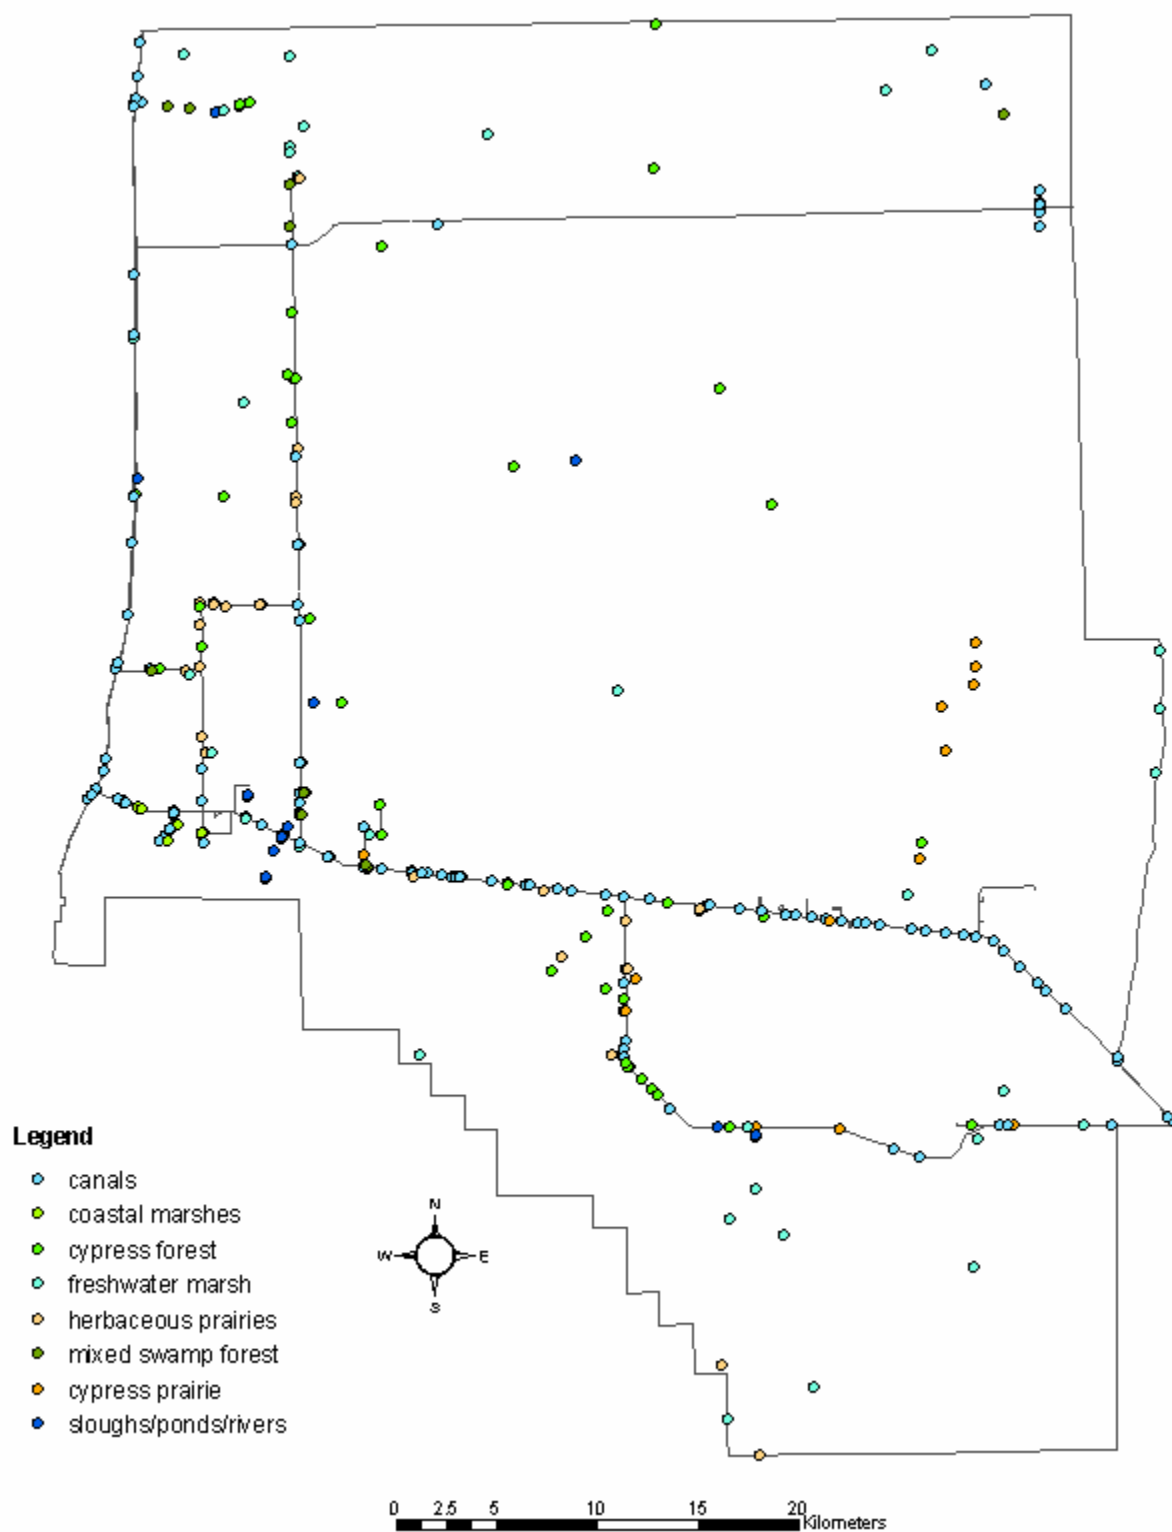 Legend
canals
coastal marshes
cypress forest
freshwater marsh
herbaceous prairies
mixed swamp forest
cypress prairie
sloughs/ponds/rivers
N
W E
S
0 2.5 5 10 15 20
Kilometers